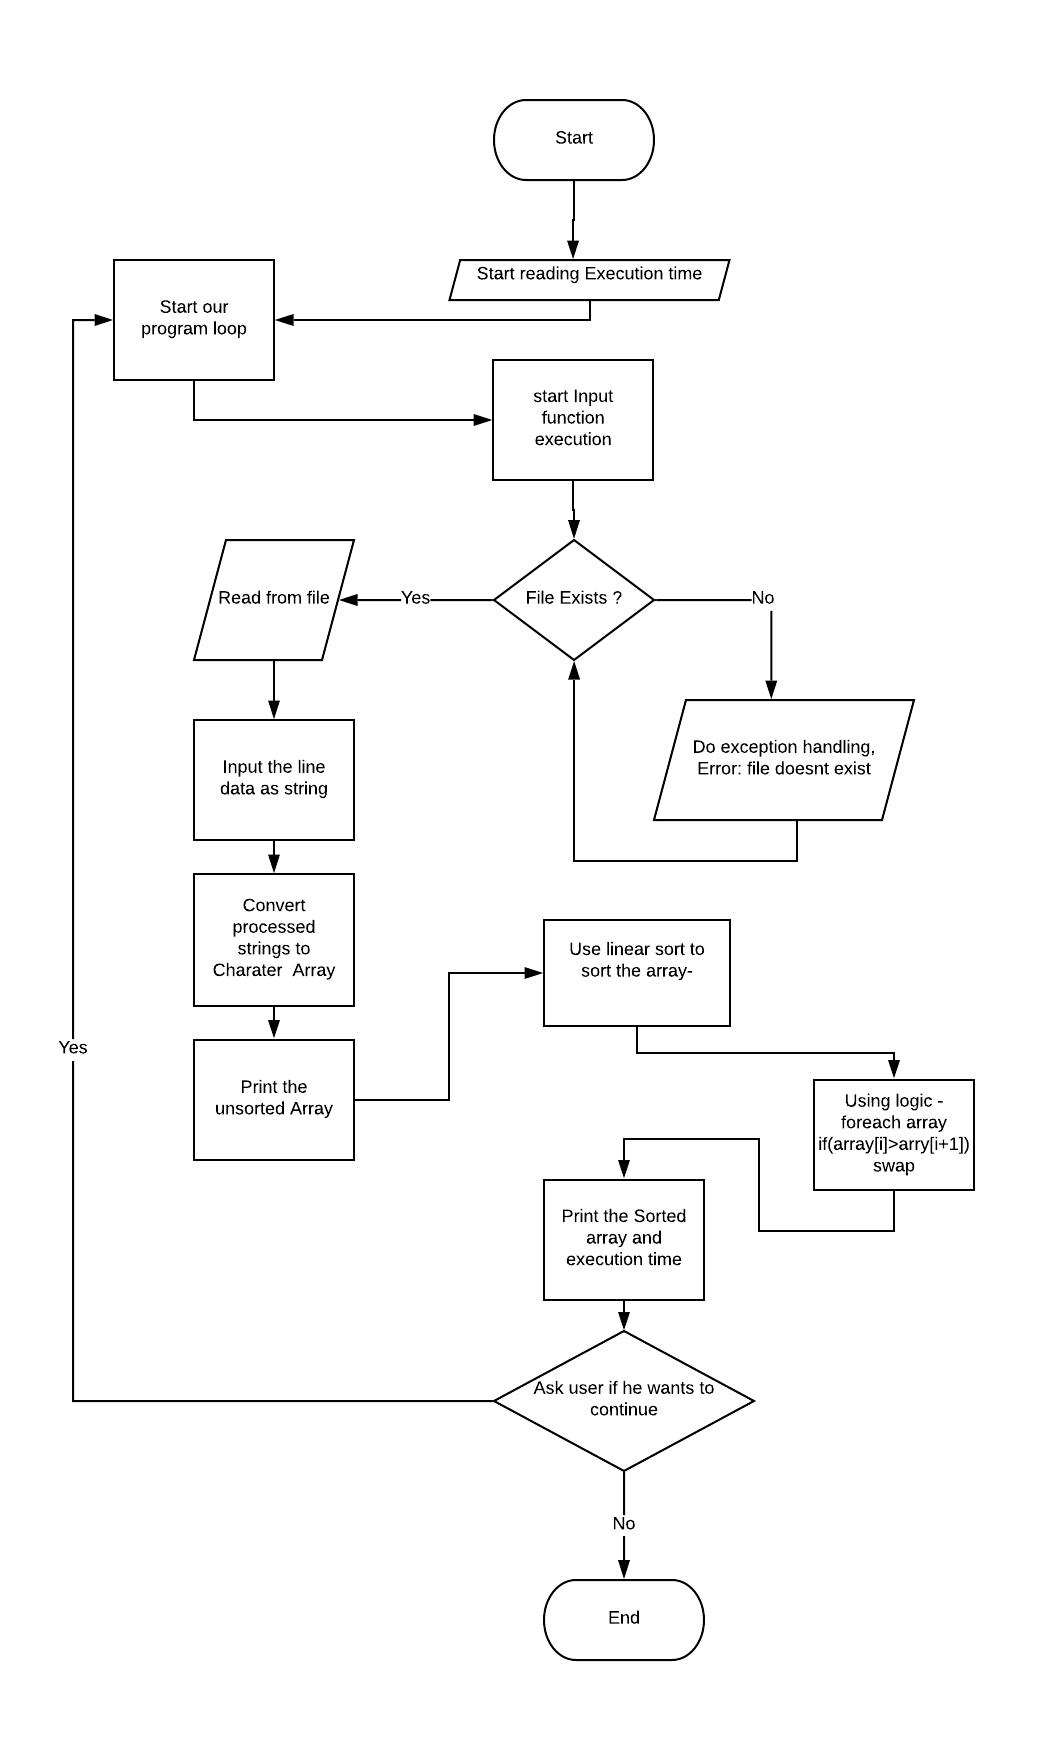 Start
Start reading Execution time
Start our
program loop
start Input
function
execution
File Exists ?
Yes
No
Read from file
Do exception handling,
Error: file doesnt exist
Input the line
data as string
Convert
processed
strings to
Charater  Array
Print the
unsorted Array
Use linear sort to
sort the array-
Using logic -
foreach array
if(array[i]>arry[i+1])
swap
Print the Sorted
array and
execution time
Ask user if he wants to
continue
Yes
No
End